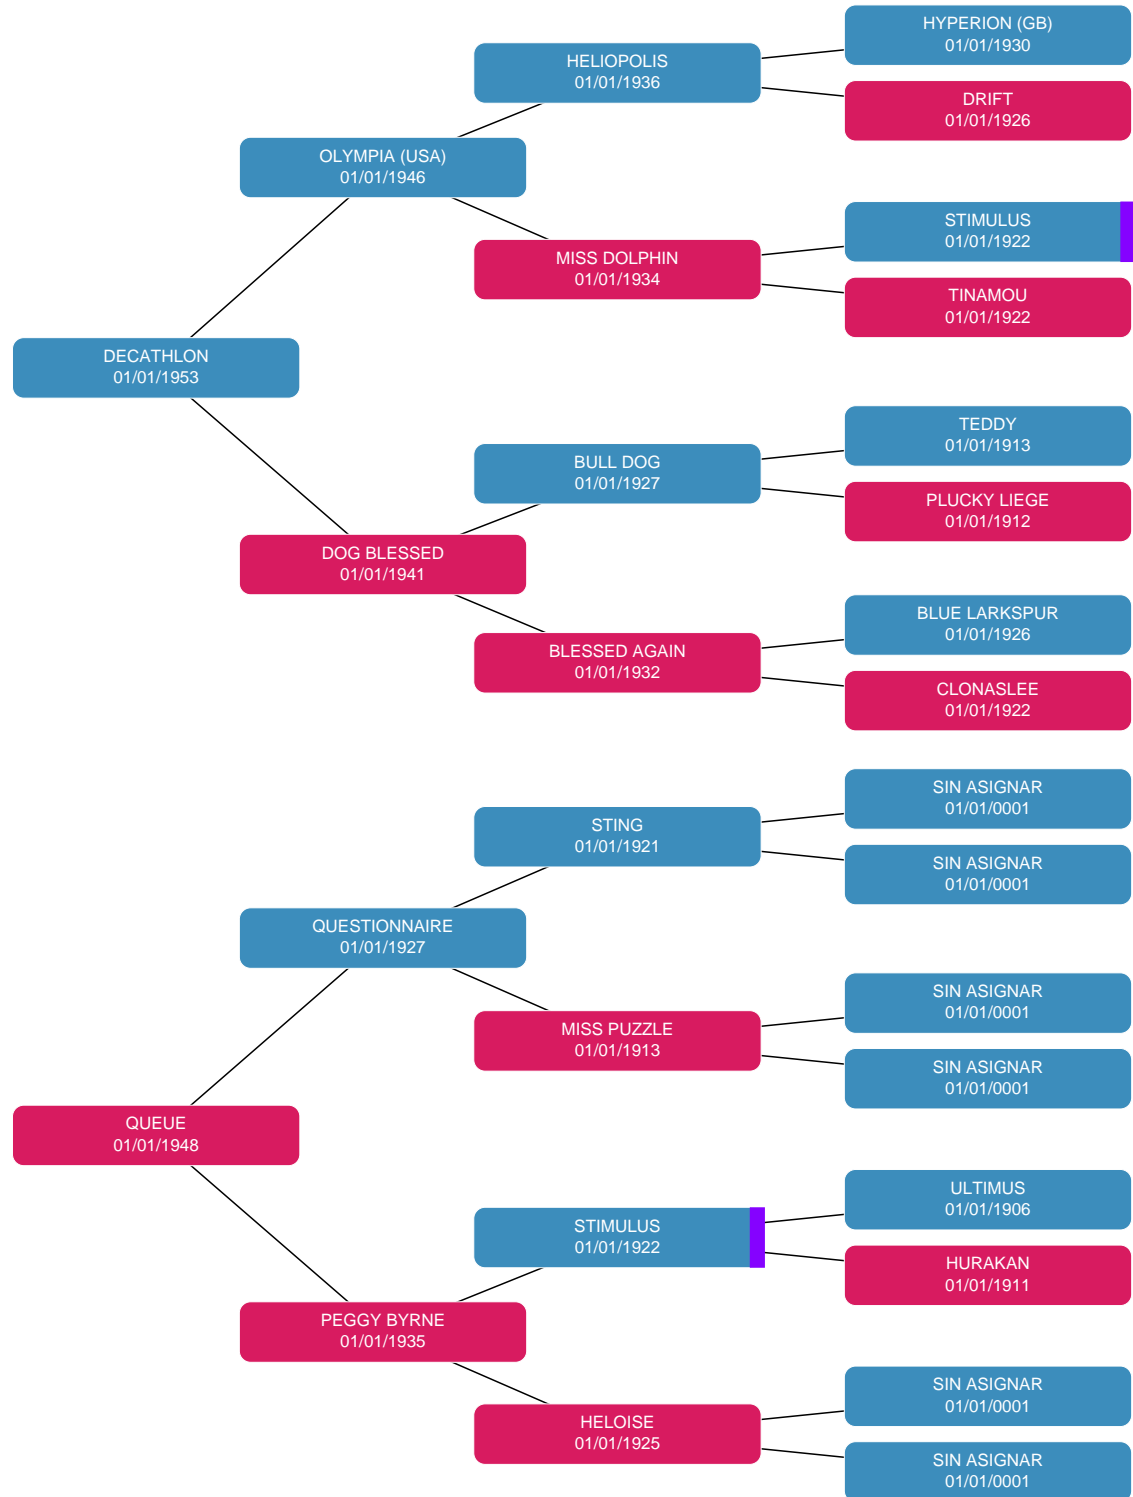 HYPERION (GB)
01/01/1930
HELIOPOLIS
01/01/1936
DRIFT
01/01/1926
OLYMPIA (USA)
01/01/1946
STIMULUS
01/01/1922
MISS DOLPHIN
01/01/1934
TINAMOU
01/01/1922
DECATHLON
01/01/1953
TEDDY
01/01/1913
BULL DOG
01/01/1927
PLUCKY LIEGE
01/01/1912
DOG BLESSED
01/01/1941
BLUE LARKSPUR
01/01/1926
BLESSED AGAIN
01/01/1932
CLONASLEE
01/01/1922
SIN ASIGNAR
01/01/0001
STING
01/01/1921
SIN ASIGNAR
01/01/0001
QUESTIONNAIRE
01/01/1927
SIN ASIGNAR
01/01/0001
MISS PUZZLE
01/01/1913
SIN ASIGNAR
01/01/0001
QUEUE
01/01/1948
ULTIMUS
01/01/1906
STIMULUS
01/01/1922
HURAKAN
01/01/1911
PEGGY BYRNE
01/01/1935
SIN ASIGNAR
01/01/0001
HELOISE
01/01/1925
SIN ASIGNAR
01/01/0001